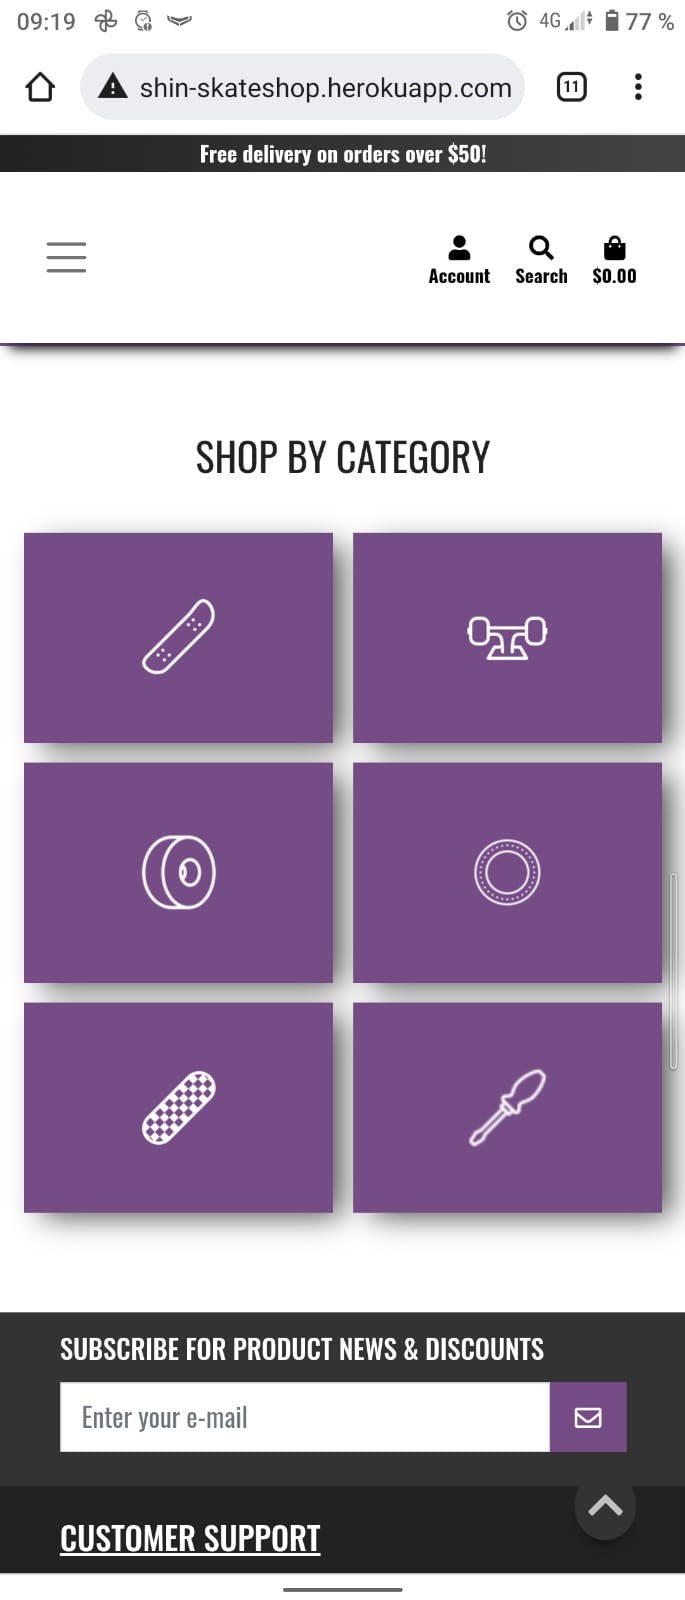 09:19 4G 77 %
shin-skateshop.herokuapp.com 11
Free delivery on orders over $50!
Account Search $0.00
SHOP BY CATEGORY
SUBSCRIBE FOR PRODUCT NEWS & DISCOUNTS
Enter your e-mail
CUSTOMER SUPPORT